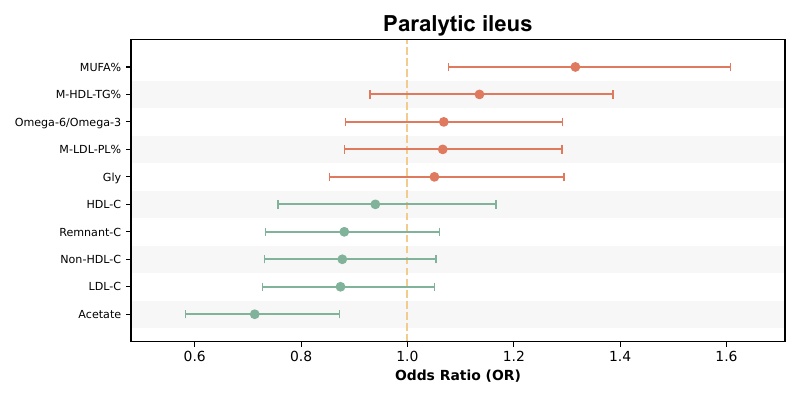 Paralytic ileus
MUFA%
M-HDL-TG%
Omega-6/Omega-3
M-LDL-PL%
Gly
HDL-C
Remnant-C
Non-HDL-C
LDL-C
Acetate
0.6 0.8 1.0 1.2 1.4 1.6
Odds Ratio (OR)